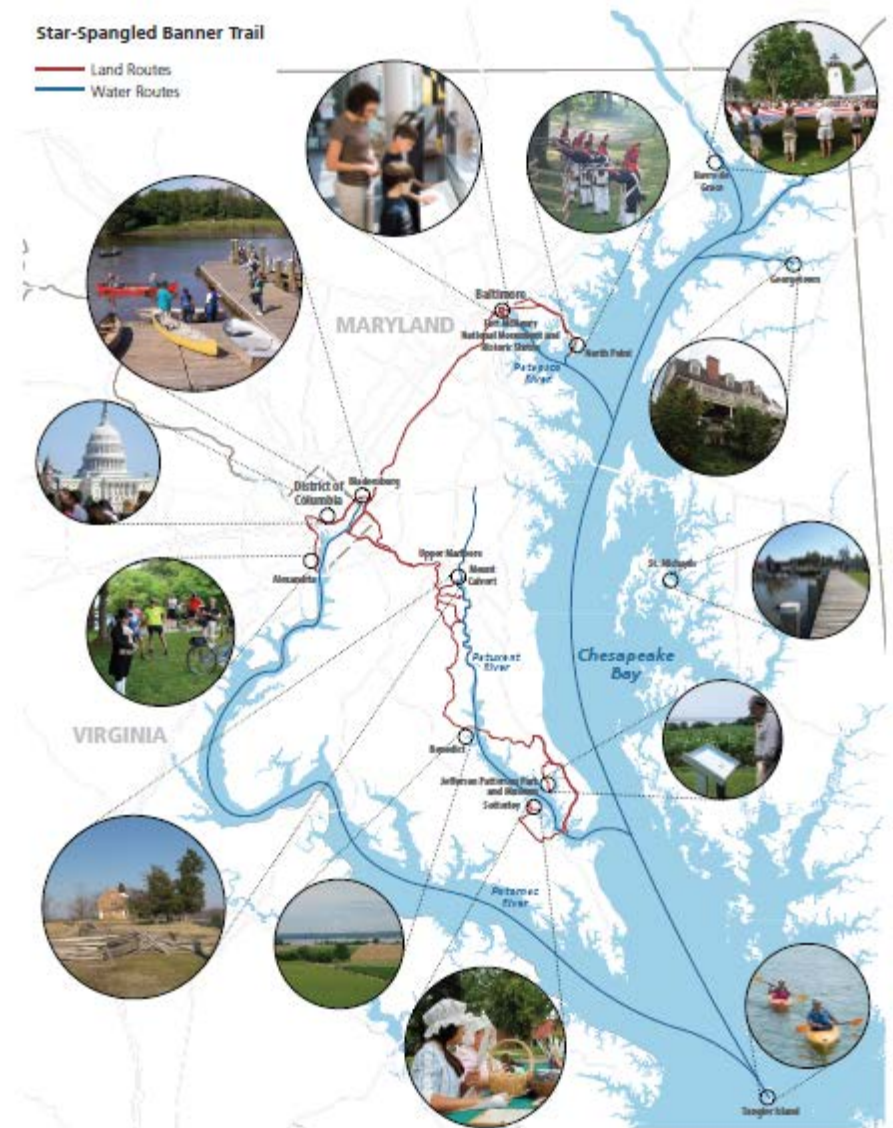 Star-Spangled Banner Trail
Land Routes
Water Routes
Havre de
Grace
Georgetown
Baltimore
Fort McHenry
National Monument and
Historic Shrine
MARYLAND
North Point
Patapsco
River
District of
Columbia
Bladensburg
Upper Marlboro
Mount
Calvert
Alexandria
St. Michaels
Chesapeake
Bay
Patuxent
River
VIRGINIA
Benedict
Jefferson Patterson Park
and Museum
Sotterley
Potomac
River
Tangier Island